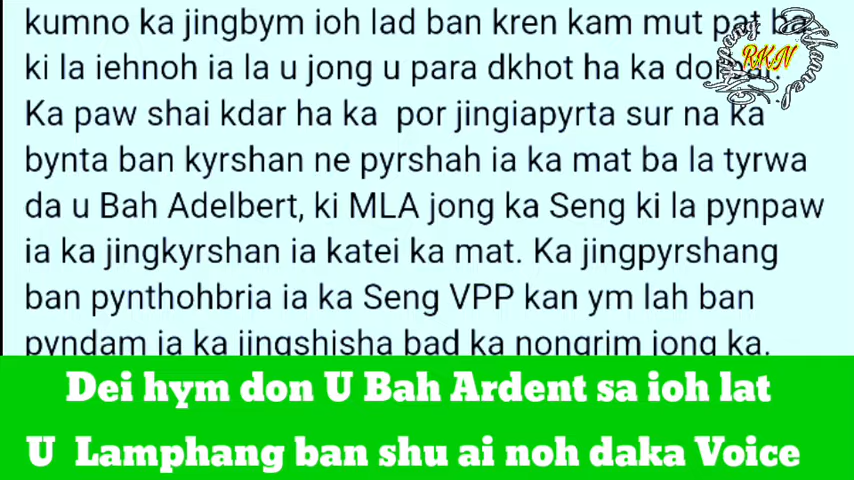 kumno ka jingbym ioh lad ban kren kam mut pat ba
ki la iehnoh ia la u jong u para dkhot ha ka
RKN
Ka paw shai kdar ha ka por jingiapyrta sur na ka
bynta ban kyrshan ne pyrshah ia ka mat ba la tyrwa
da u Bah Adelbert, ki MLA jong ka Seng ki la pynpaw
ia ka jingkyrshan ia katei ka mat. Ka jingpyrshang
ban pynthohbria ia ka Seng VPP kan ym lah ban
pyndam ia ka jingshisha bad ka nongrim jong ka.
Dei hym don U Bah Ardent sa ioh lat
U Lamphang ban shu ai noh daka Voice